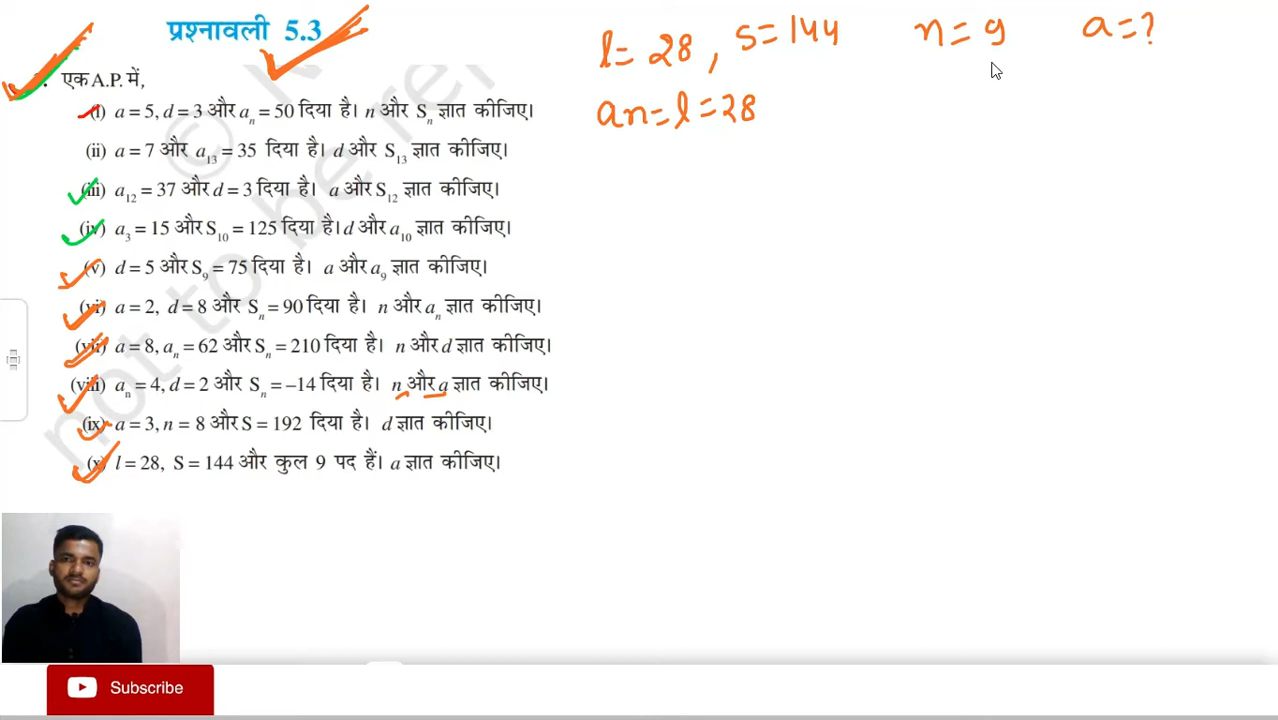 प्रश्नावली 5.3
एक A.P. में,
(i) a = 5, d = 3 और aₙ = 50 दिया है। n और Sₙ ज्ञात कीजिए।
(ii) a = 7 और a₁₃ = 35 दिया है। d और S₁₃ ज्ञात कीजिए।
(iii) a₁₂ = 37 और d = 3 दिया है। a और S₁₂ ज्ञात कीजिए।
(iv) a₃ = 15 और S₁₀ = 125 दिया है। d और a₁₀ ज्ञात कीजिए।
(v) d = 5 और S₉ = 75 दिया है। a और a₉ ज्ञात कीजिए।
(vi) a = 2, d = 8 और Sₙ = 90 दिया है। n और aₙ ज्ञात कीजिए।
(vii) a = 8, aₙ = 62 और Sₙ = 210 दिया है। n और d ज्ञात कीजिए।
(viii) aₙ = 4, d = 2 और Sₙ = –14 दिया है। n और a ज्ञात कीजिए।
(ix) a = 3, n = 8 और S = 192 दिया है। d ज्ञात कीजिए।
(x) l = 28, S = 144 और कुल 9 पद हैं। a ज्ञात कीजिए।
l = 28, S = 144 n = 9 a = ?
an = l = 28
not to be re
Subscribe